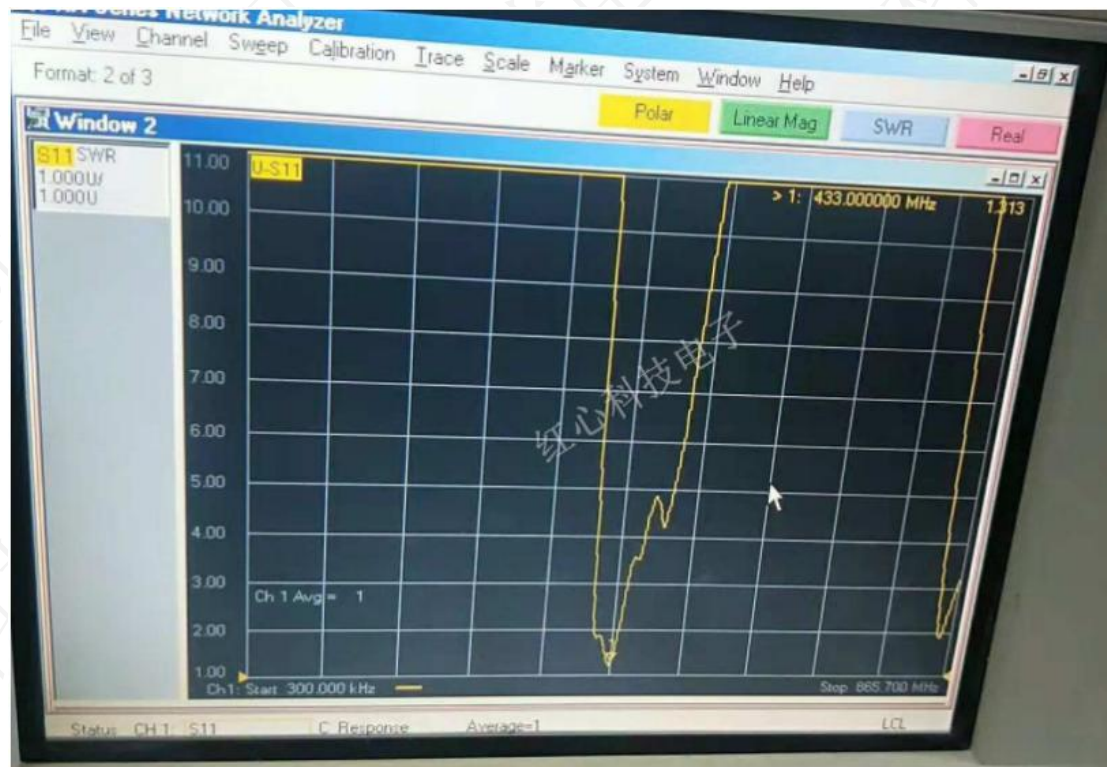 Series Network Analyzer
File View Channel Sweep Calibration Trace Scale Marker System Window Help
Format: 2 of 3
Polar Linear Mag SWR Real
Window 2
S11 SWR
1.000U/
1.000U
U-S11
> 1: 433.000000 MHz 1.313
11.00
10.00
9.00
8.00
7.00
6.00
5.00
4.00
3.00
2.00
1.00
红心科技电子
Ch 1 Avg = 1
Ch1: Start 300.000 kHz
Stop 865.700 MHz
Status CH 1: S11 C Response Average=1 LCL